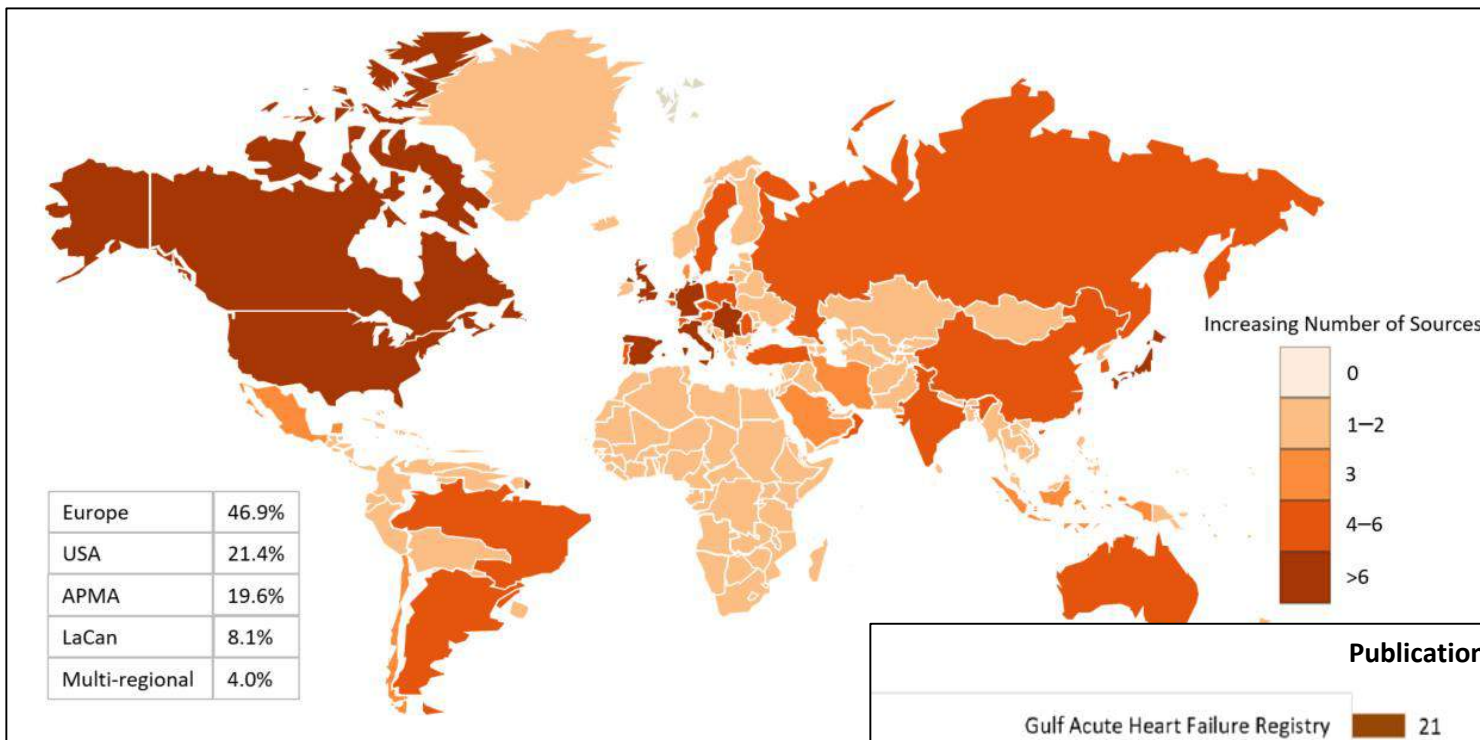 Increasing Number of Sources
0
1–2
3
4–6
>6
Europe 46.9%
USA 21.4%
APMA 19.6%
LaCan 8.1%
Multi-regional 4.0%
Publication
Gulf Acute Heart Failure Registry 21